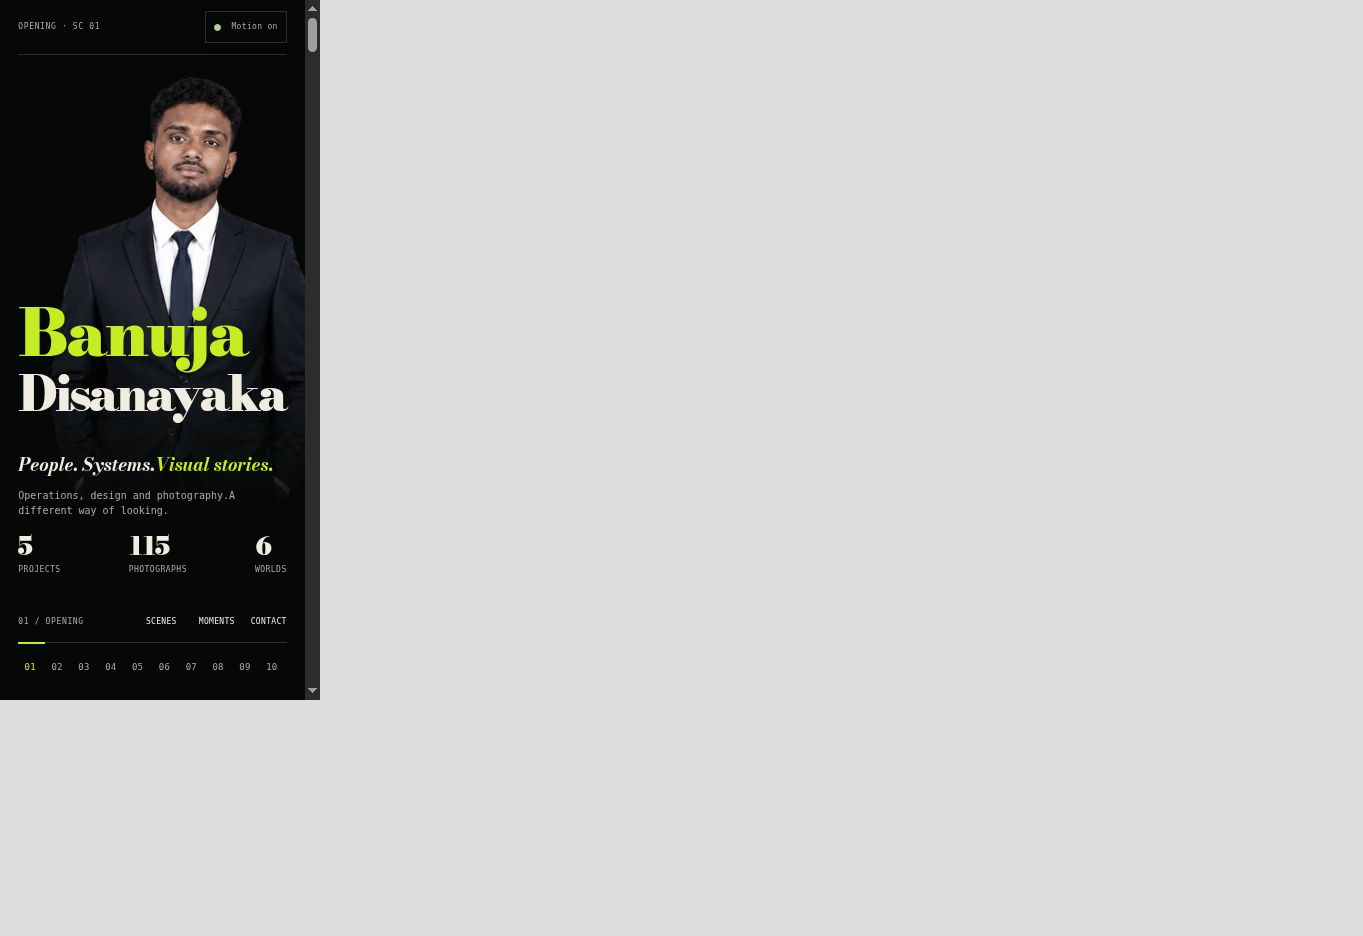 OPENING · SC 01
Motion on
Banuja
Disanayaka
People. Systems.Visual stories.
Operations, design and photography.A
different way of looking.
5 115 6
PROJECTS PHOTOGRAPHS WORLDS
01 / OPENING SCENES MOMENTS CONTACT
01 02 03 04 05 06 07 08 09 10